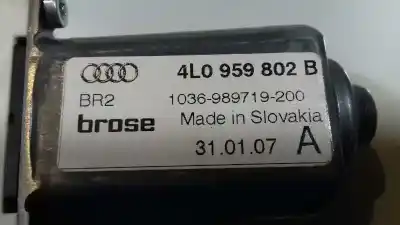 4L0 959 802 B
BR2 1036-989719-200
brose Made in Slovakia
31.01.07 A